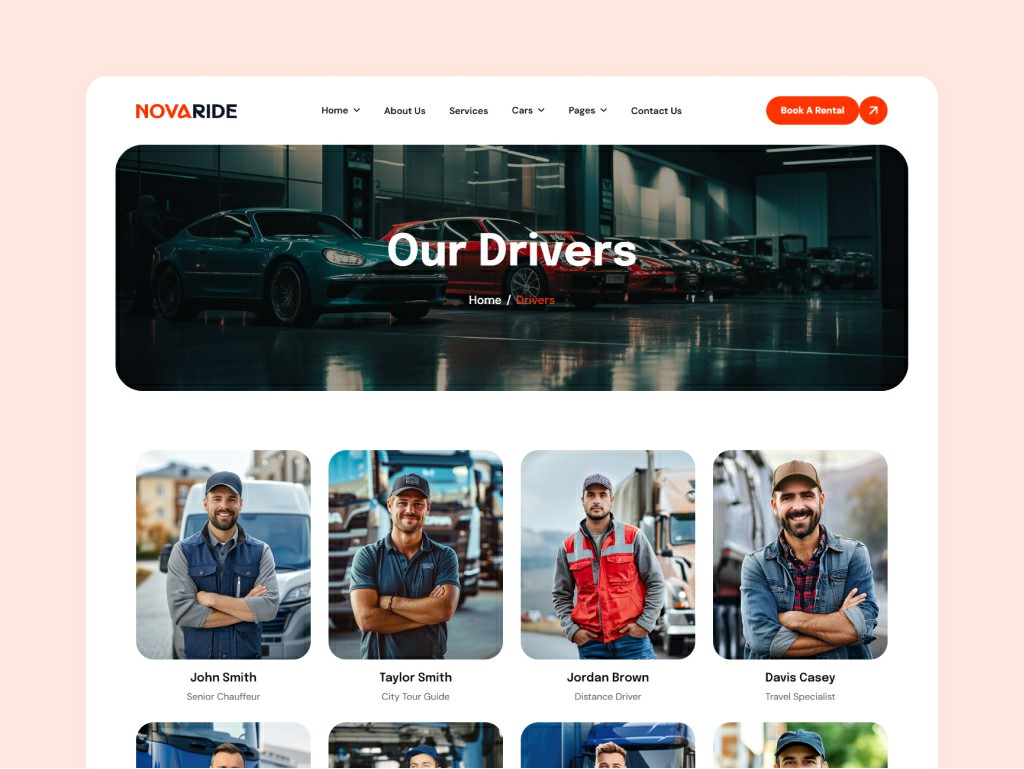 NOVARIDE
Home
About Us
Services
Cars
Pages
Contact Us
Book A Rental
Our Drivers
Home / Drivers
John Smith
Senior Chauffeur
Taylor Smith
City Tour Guide
Jordan Brown
Distance Driver
Davis Casey
Travel Specialist